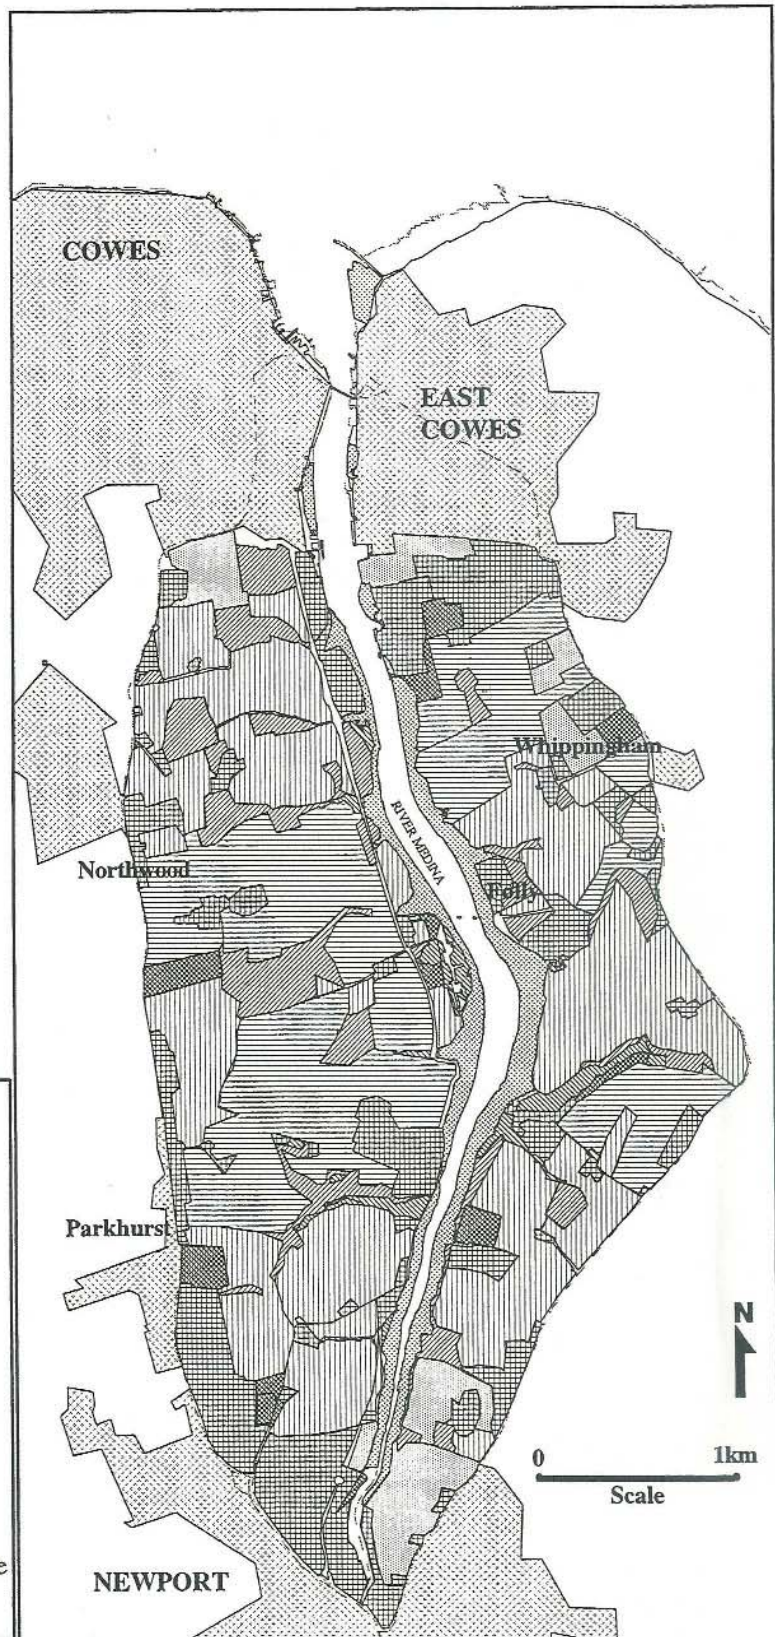 COWES
EAST
COWES
Whippingham
RIVER MEDINA
Northwood
Folly
Parkhurst
N
0 1km
Scale
e
NEWPORT